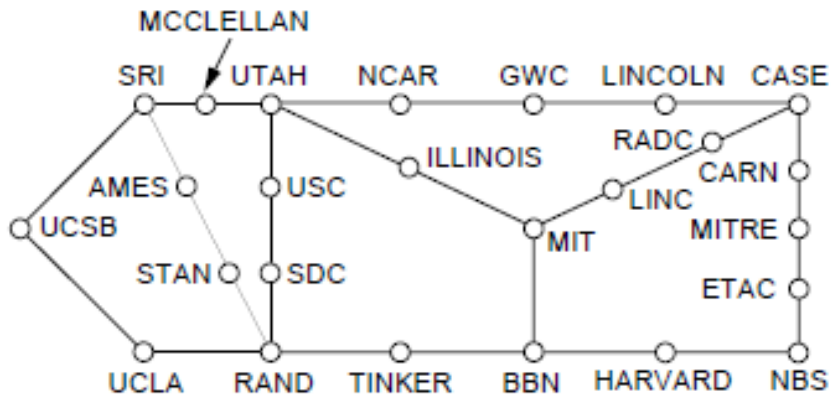 MCCLELLAN
SRI UTAH NCAR GWC LINCOLN CASE
RADC
ILLINOIS
CARN
AMES USC LINC
UCSB MIT MITRE
STAN SDC ETAC
UCLA RAND TINKER BBN HARVARD NBS